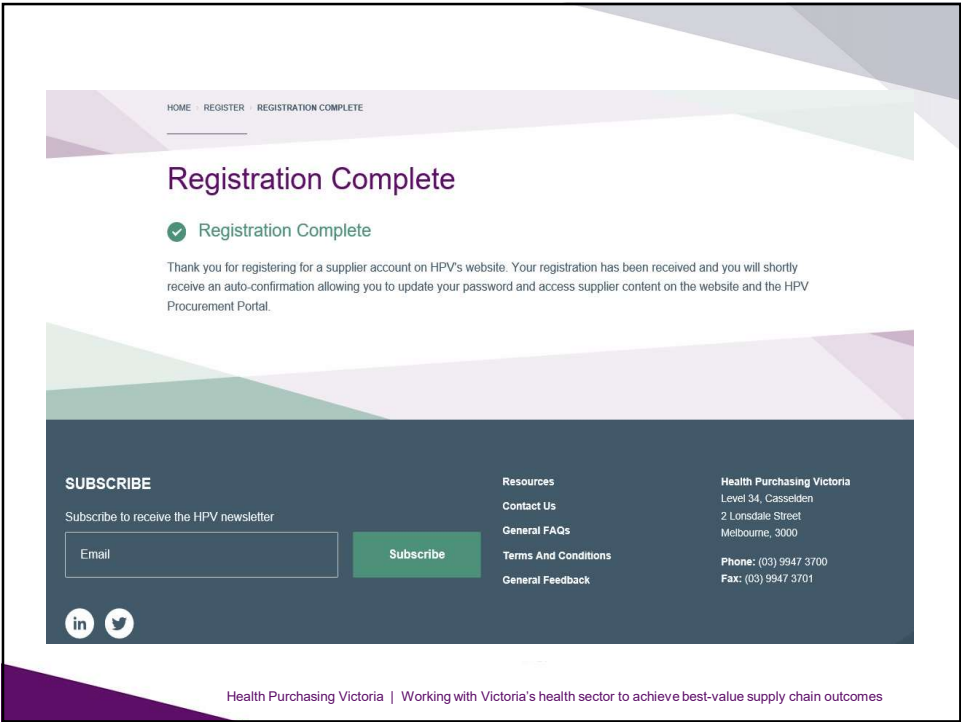 HOME REGISTER REGISTRATION COMPLETE
Registration Complete
Registration Complete
Thank you for registering for a supplier account on HPV's website. Your registration has been received and you will shortly
receive an auto-confirmation allowing you to update your password and access supplier content on the website and the HPV
Procurement Portal.
SUBSCRIBE
Subscribe to receive the HPV newsletter
Email
Subscribe
Resources
Contact Us
General FAQs
Terms And Conditions
General Feedback
Health Purchasing Victoria
Level 34, Casselden
2 Lonsdale Street
Melbourne, 3000
Phone: (03) 9947 3700
Fax: (03) 9947 3701
in
Health Purchasing Victoria | Working with Victoria’s health sector to achieve best-value supply chain outcomes